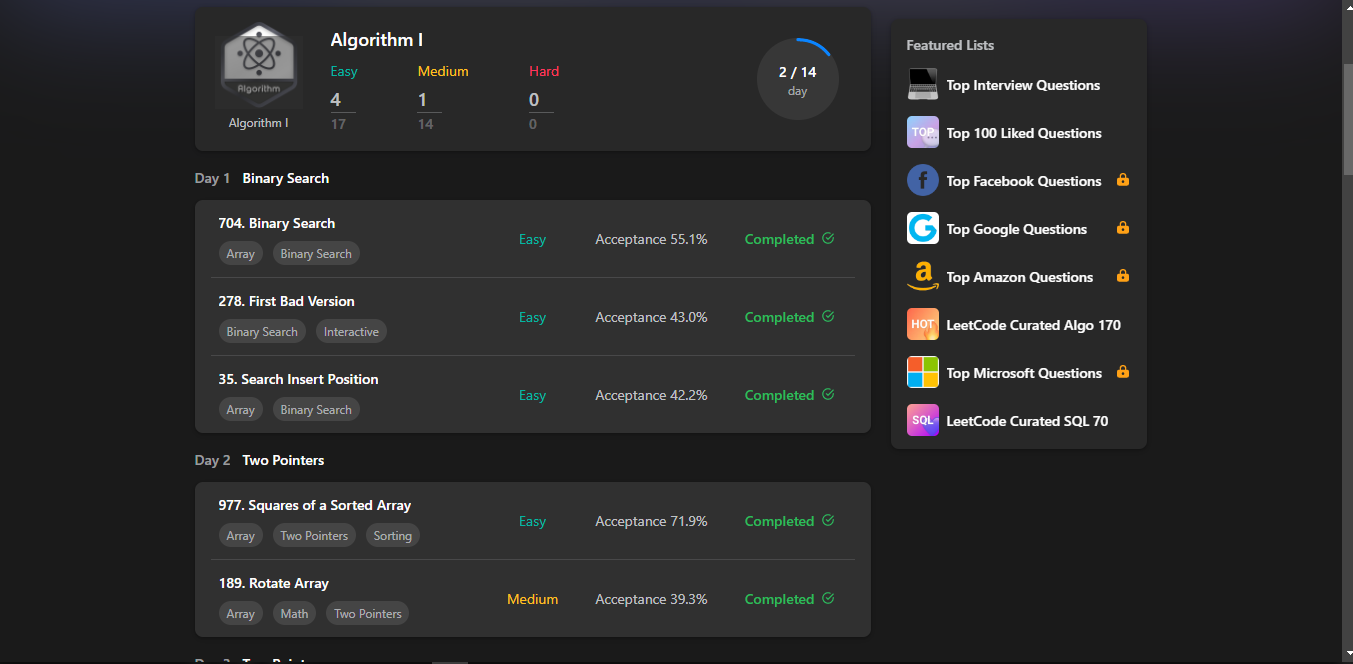 Algorithm
Algorithm I
Algorithm I
Easy Medium Hard
4 1 0
17 14 0
2 / 14
day
Day 1 Binary Search
704. Binary Search
Array Binary Search
Easy Acceptance 55.1% Completed
278. First Bad Version
Binary Search Interactive
Easy Acceptance 43.0% Completed
35. Search Insert Position
Array Binary Search
Easy Acceptance 42.2% Completed
Day 2 Two Pointers
977. Squares of a Sorted Array
Array Two Pointers Sorting
Easy Acceptance 71.9% Completed
189. Rotate Array
Array Math Two Pointers
Medium Acceptance 39.3% Completed
Featured Lists
Top Interview Questions
TOP Top 100 Liked Questions
f Top Facebook Questions
G Top Google Questions
a Top Amazon Questions
HOT LeetCode Curated Algo 170
Top Microsoft Questions
SQL LeetCode Curated SQL 70